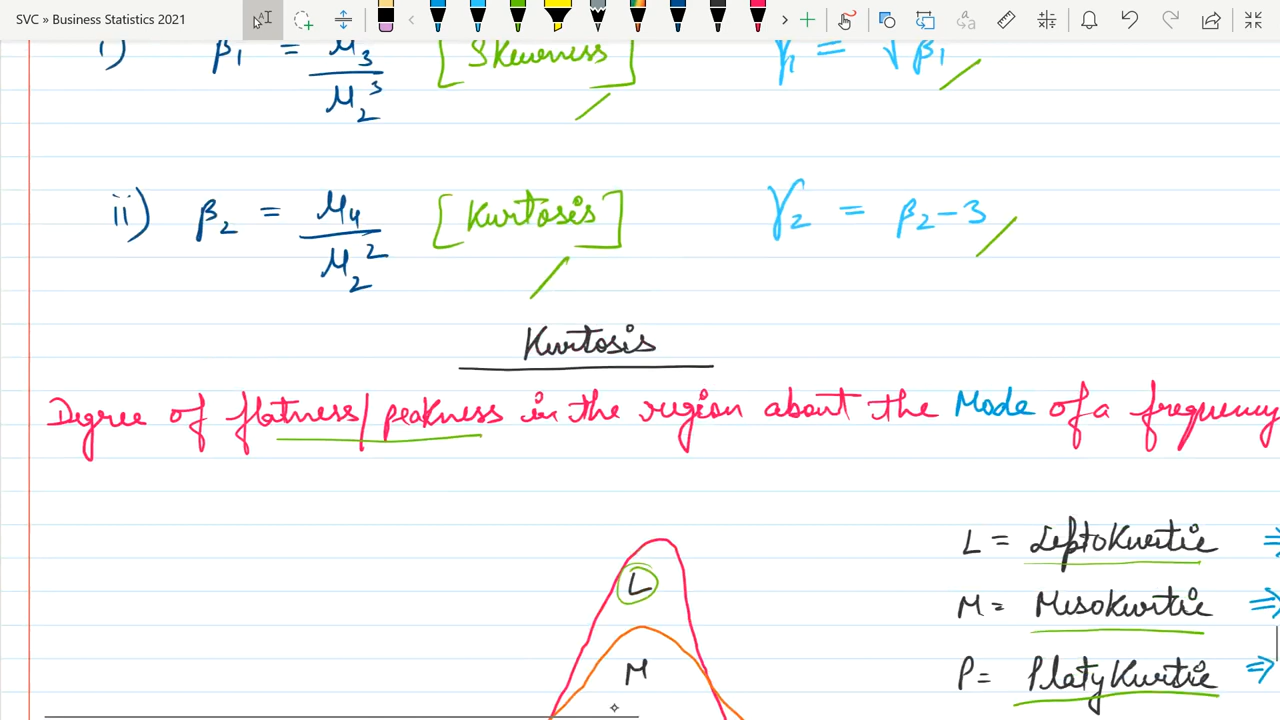 SVC » Business Statistics 2021
i) β₁ = μ₃ / μ₂³ [Skewness] γ₁ = √β₁
ii) β₂ = μ₄ / μ₂² [Kurtosis] γ₂ = β₂-3
Kurtosis
Degree of flatness/peakness in the region about the Mode of a frequency
L = Leptokurtic ⇒
L
M = Mesokurtic ⇒
M
P = Platykurtic ⇒